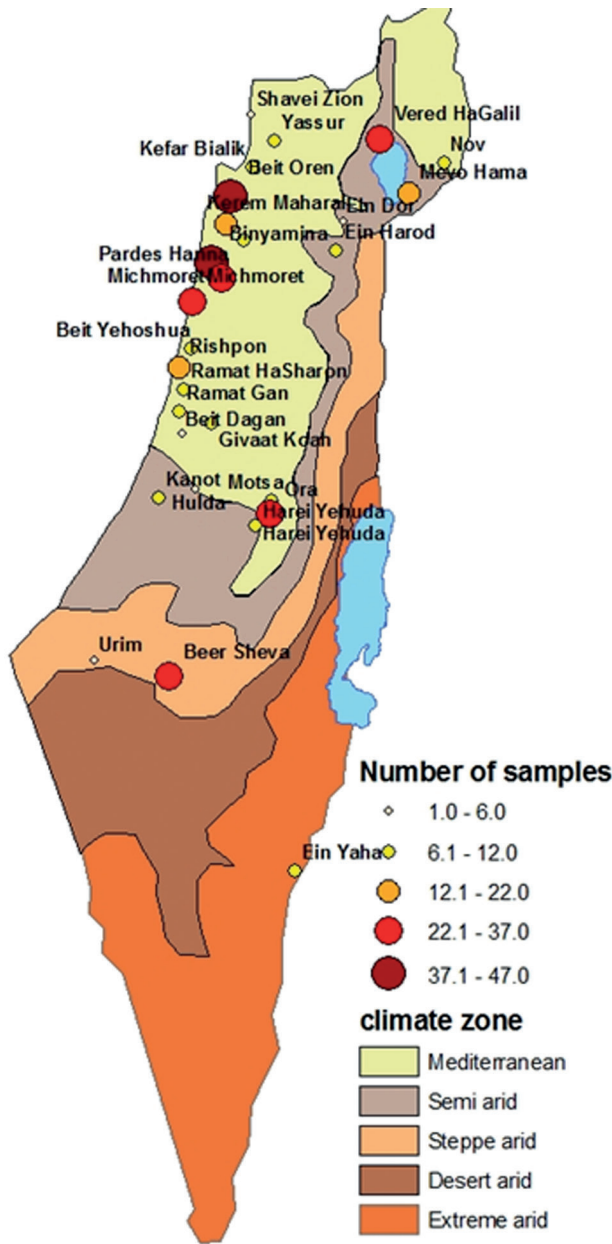 Shavei Zion
Yassur
Vered HaGalil
Nov
Kefar Bialik
Beit Oren
Mevo Hama
Kerem Maharal
Ein Dor
Binyamina
Ein Harod
Pardes Hanna
Michmoret
Michmoret
Beit Yehoshua
Rishpon
Ramat HaSharon
Ramat Gan
Beit Dagan
Givaat Koah
Kanot
Motsa
Ora
Hulda
Harei Yehuda
Harei Yehuda
Urim
Beer Sheva
Ein Yaha
Number of samples
1.0 - 6.0
6.1 - 12.0
12.1 - 22.0
22.1 - 37.0
37.1 - 47.0
climate zone
Mediterranean
Semi arid
Steppe arid
Desert arid
Extreme arid